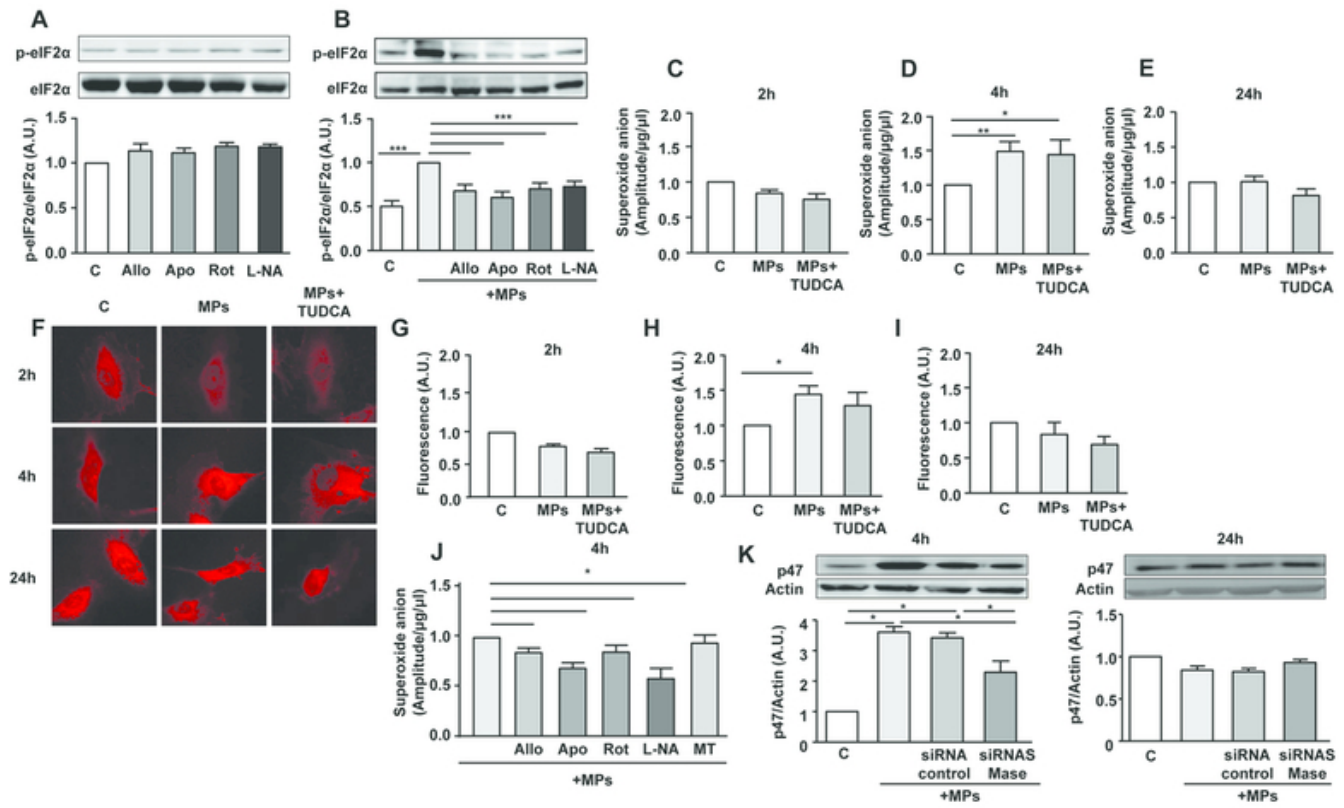 A
p-eIF2α
eIF2α
p-eIF2α/eIF2α (A.U.)
1.5
1.0
0.5
0.0
C Allo Apo Rot L-NA
B
p-eIF2α
eIF2α
p-eIF2α/eIF2α (A.U.)
1.5
1.0
0.5
0.0
***
***
C Allo Apo Rot L-NA
+MPs
C
2h
Superoxide anion
(Amplitude/µg/µl)
2.0
1.5
1.0
0.5
0.0
C MPs MPs+
TUDCA
D
4h
Superoxide anion
(Amplitude/µg/µl)
2.0
1.5
1.0
0.5
0.0
*
**
C MPs MPs+
TUDCA
E
24h
Superoxide anion
(Amplitude/µg/µl)
2.0
1.5
1.0
0.5
0.0
C MPs MPs+
TUDCA
F
C MPs MPs+
TUDCA
2h
4h
24h
G
2h
Fluorescence (A.U.)
2.0
1.5
1.0
0.5
0.0
C MPs MPs+
TUDCA
H
4h
Fluorescence (A.U.)
2.0
1.5
1.0
0.5
0.0
*
C MPs MPs+
TUDCA
I
24h
Fluorescence (A.U.)
2.0
1.5
1.0
0.5
0.0
C MPs MPs+
TUDCA
J
4h
Superoxide anion
(Amplitude/µg/µl)
1.5
1.0
0.5
0.0
*
Allo Apo Rot L-NA MT
+MPs
K
4h
p47
Actin
p47/Actin (A.U.)
4
3
2
1
0
* *
* *
C siRNA siRNAS
control Mase
+MPs
24h
p47
Actin
p47/Actin (A.U.)
1.5
1.0
0.5
0
C siRNA siRNAS
control Mase
+MPs